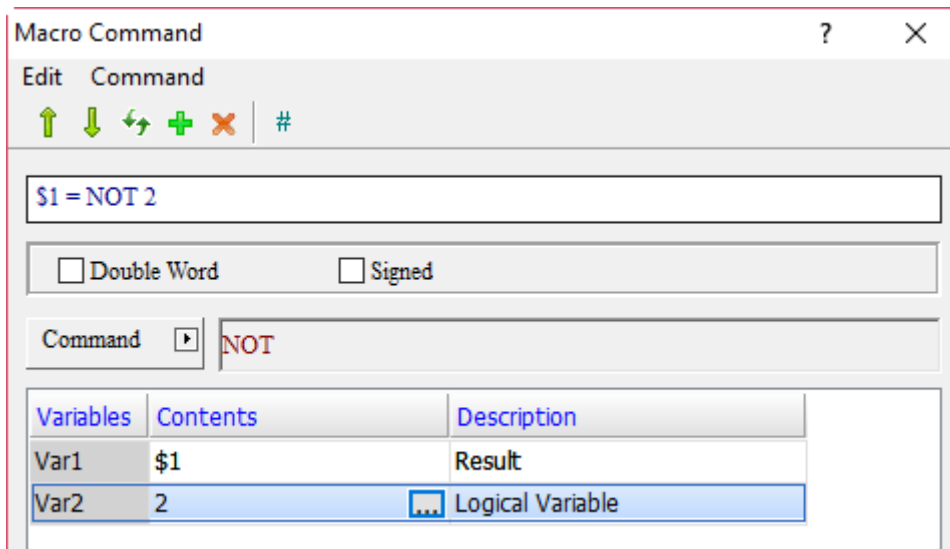 Macro Command ?
Edit Command
#
$1 = NOT 2
Double Word Signed
Command NOT
Variables Contents Description
Var1 $1 Result
Var2 2 ... Logical Variable